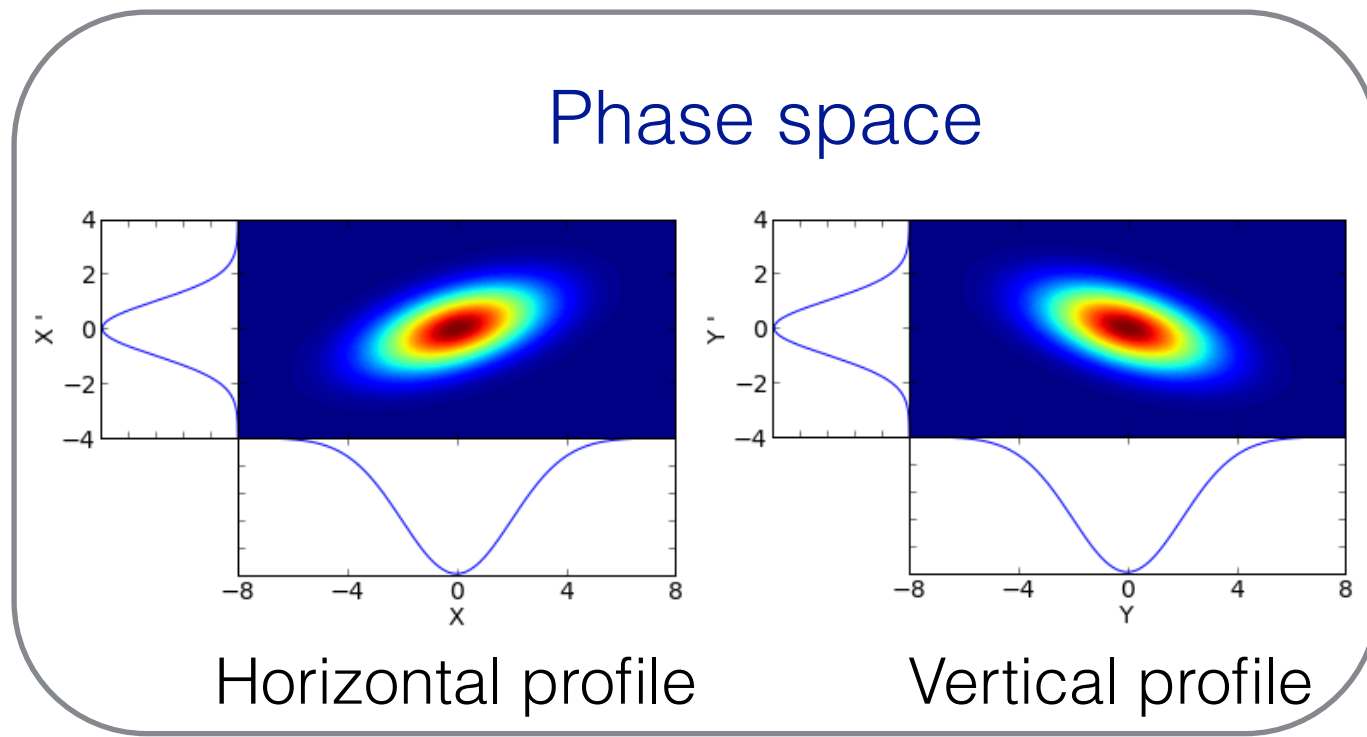 Phase space
4
2
0
−2
−4
X '
−8 −4 0 4 8
X
Horizontal profile
4
2
0
−2
−4
Y '
−8 −4 0 4 8
Y
Vertical profile